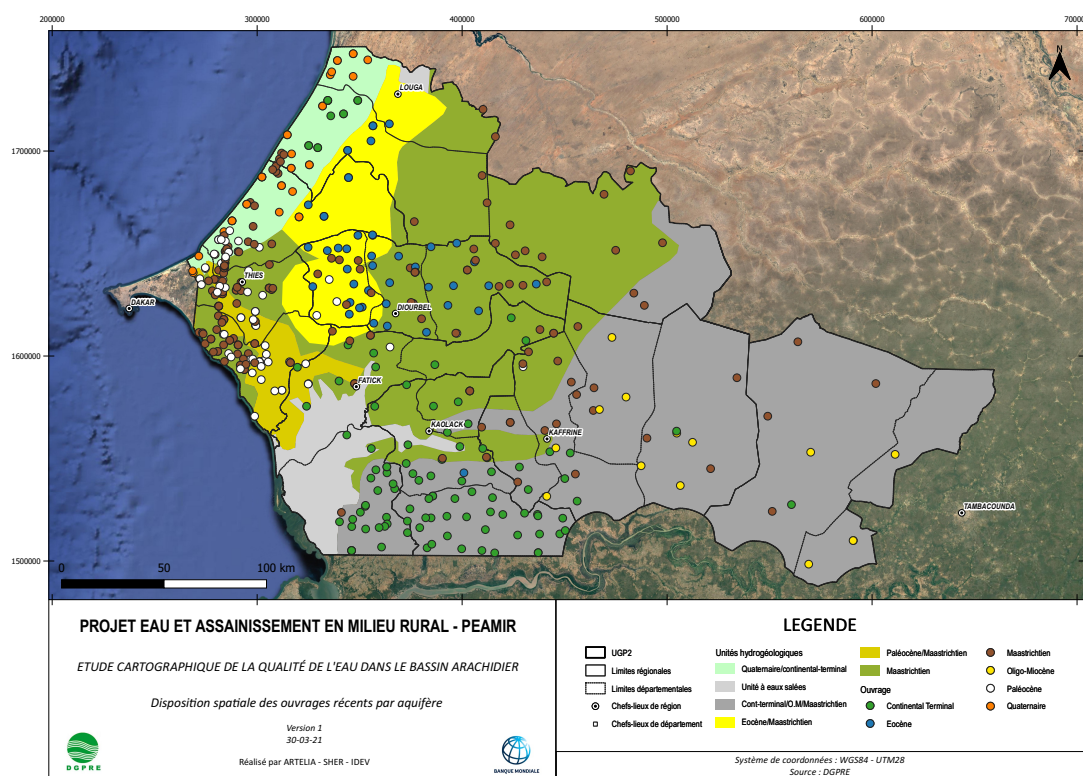 200000 300000 400000 500000 600000 700000
N
LOUGA
1700000 1700000
THIES
DAKAR
DIOURBEL
1600000 1600000
FATICK
KAOLACK
KAFFRINE
TAMBACOUNDA
1500000 1500000
0 50 100 km
PROJET EAU ET ASSAINISSEMENT EN MILIEU RURAL - PEAMIR
ETUDE CARTOGRAPHIQUE DE LA QUALITÉ DE L'EAU DANS LE BASSIN ARACHIDIER
Disposition spatiale des ouvrages récents par aquifère
Version 1
30-03-21
Réalisé par ARTELIA - SHER - IDEV
DGPRE
BANQUE MONDIALE
LEGENDE
UGP2
Limites régionales
Limites départementales
Chefs-lieux de région
Chefs-lieux de département
Unités hydrogéologiques
Quaternaire/continental-terminal
Unité à eaux salées
Cont-terminal/O.M/Maastrichtien
Eocène/Maastrichtien
Paléocène/Maastrichtien
Maastrichtien
Ouvrage
Continental Terminal
Eocène
Maastrichtien
Oligo-Miocène
Paléocène
Quaternaire
Système de coordonnées : WGS84 - UTM28
Source : DGPRE